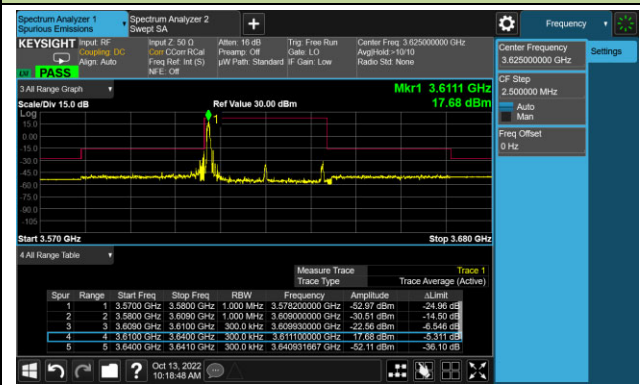 Spectrum Analyzer 1
Spurious Emissions
Spectrum Analyzer 2
Swept SA
Frequency
KEYSIGHT
Input: RF
Coupling: DC
Align: Auto
Input Z: 50 Ω
Corr CCorr RCal
Freq Ref: Int (S)
NFE: Off
Atten: 16 dB
Preamp: Off
µW Path: Standard
Trig: Free Run
Gate: LO
IF Gain: Low
Center Freq: 3.625000000 GHz
Avg|Hold:>10/10
Radio Std: None
PASS
Center Frequency
3.625000000 GHz
Settings
CF Step
2.500000 MHz
Auto
Man
Freq Offset
0 Hz
3 All Range Graph
Mkr1 3.6111 GHz
17.68 dBm
Scale/Div 15.0 dB
Ref Value 30.00 dBm
Log
15.0
0.00
-15.0
-30.0
-45.0
-60.0
-75.0
-90.0
-105
1
Start 3.570 GHz
Stop 3.680 GHz
4 All Range Table
Measure Trace Trace 1
Trace Type Trace Average (Active)
Spur Range Start Freq Stop Freq RBW Frequency Amplitude ΔLimit
1 1 3.5700 GHz 3.5800 GHz 1.000 MHz 3.578200000 GHz -52.97 dBm -24.96 dB
2 2 3.5800 GHz 3.6090 GHz 1.000 MHz 3.609000000 GHz -30.51 dBm -14.50 dB
3 3 3.6090 GHz 3.6100 GHz 300.0 kHz 3.609930000 GHz -22.56 dBm -6.546 dB
4 4 3.6100 GHz 3.6400 GHz 300.0 kHz 3.611100000 GHz 17.68 dBm -5.311 dB
5 5 3.6400 GHz 3.6410 GHz 300.0 kHz 3.640931667 GHz -52.11 dBm -36.10 dB
Oct 13, 2022
10:18:48 AM